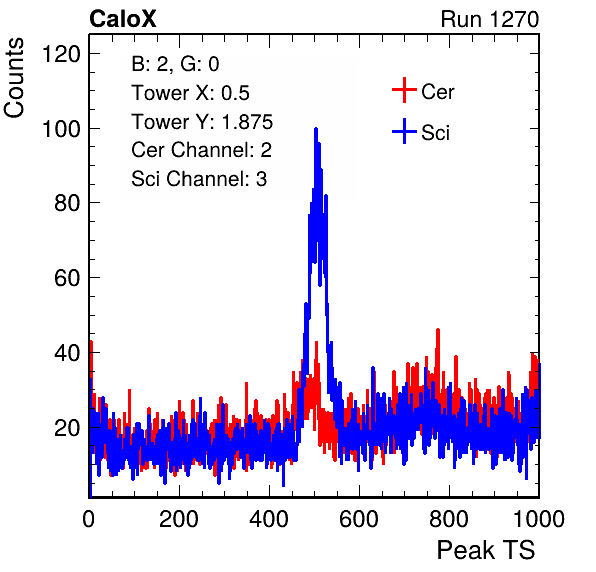 CaloX Run 1270
Counts
120
100
80
60
40
20
B: 2, G: 0
Tower X: 0.5
Tower Y: 1.875
Cer Channel: 2
Sci Channel: 3
Cer
Sci
0 200 400 600 800 1000
Peak TS